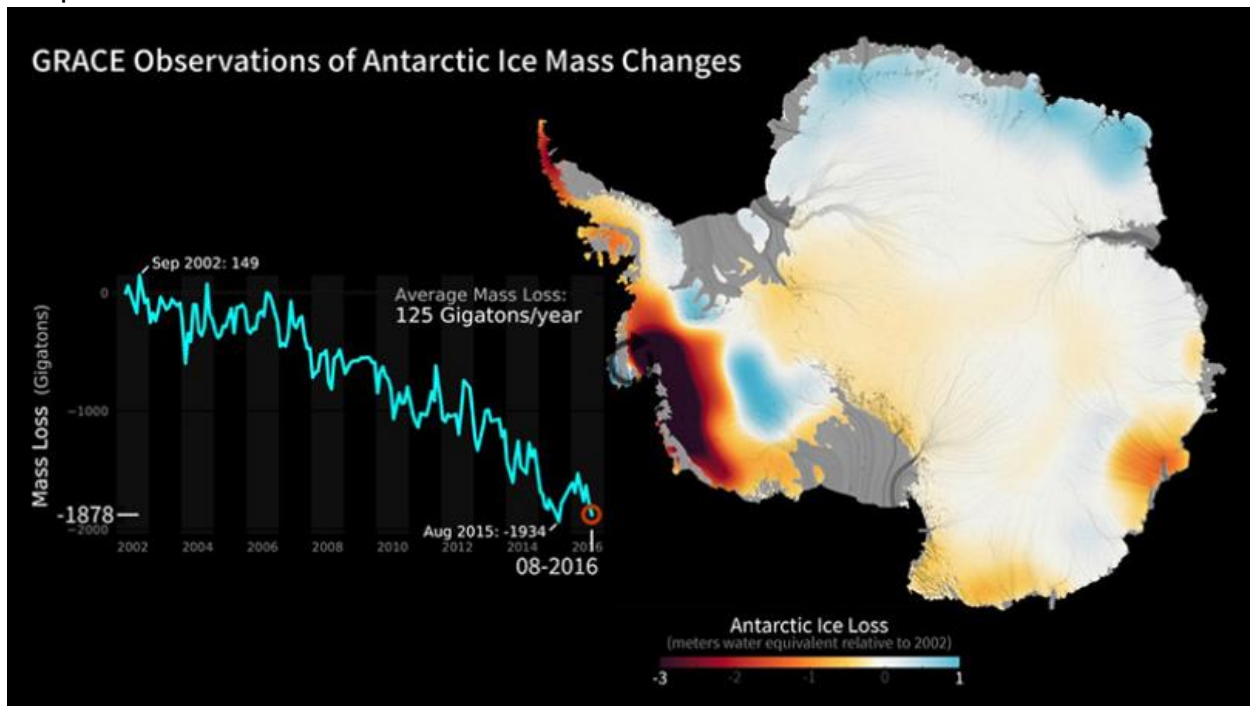 GRACE Observations of Antarctic Ice Mass Changes
Sep 2002: 149
0
Average Mass Loss:
125 Gigatons/year
Mass Loss (Gigatons)
-1000
-1878
-2000
Aug 2015: -1934
2002 2004 2006 2008 2010 2012 2014 2016
08-2016
Antarctic Ice Loss
(meters water equivalent relative to 2002)
-3 -2 -1 0 1